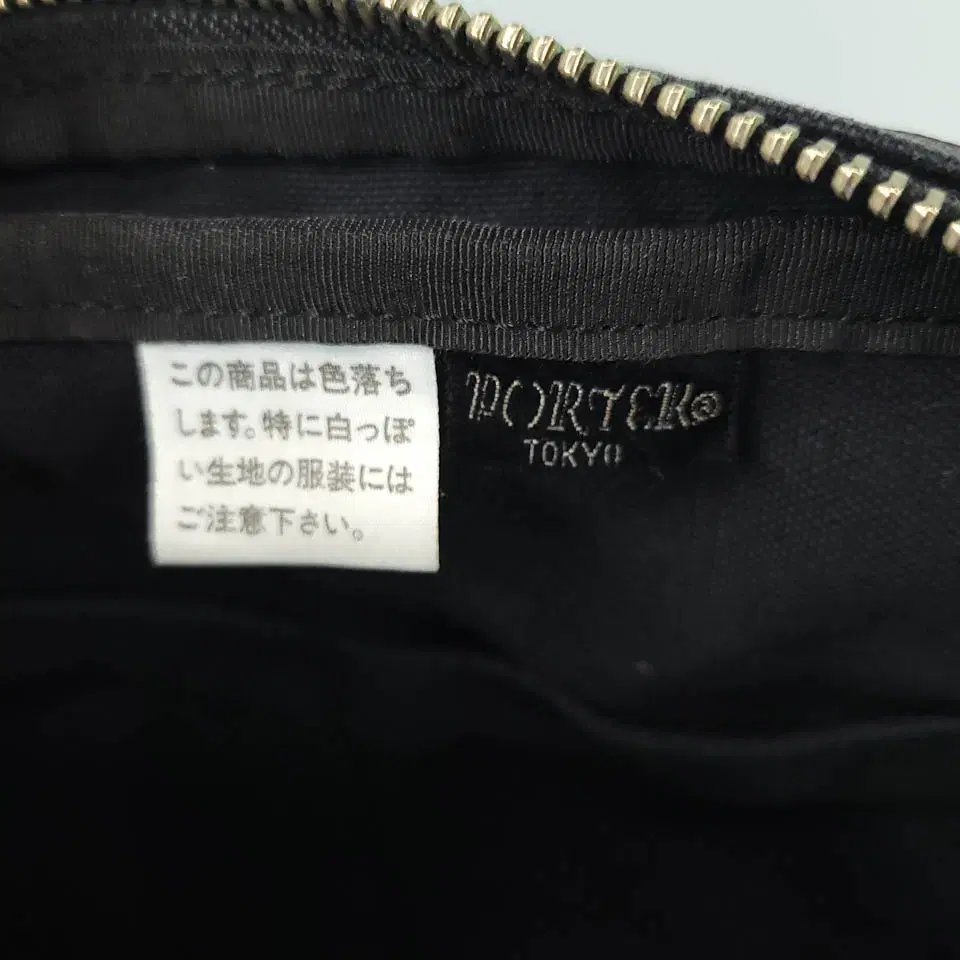 この商品は色落ち
します。特に白っぽ
い生地の服装には
ご注意下さい。
PORTER®
TOKYO